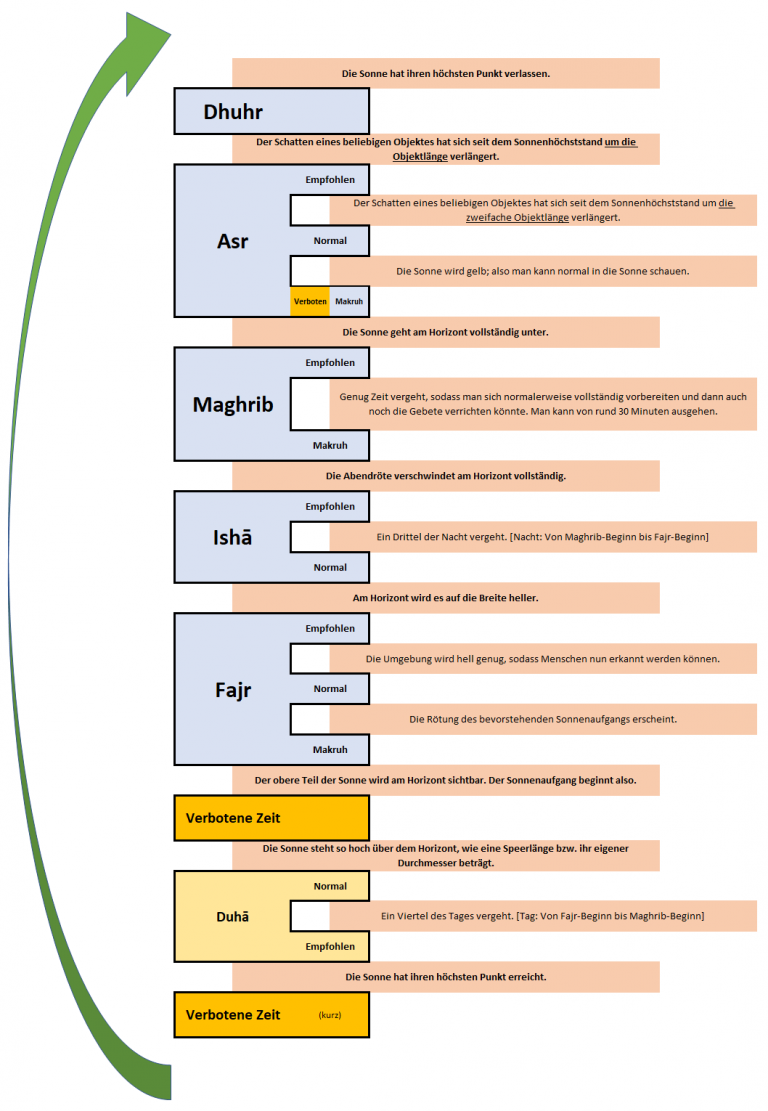 Die Sonne hat ihren höchsten Punkt verlassen.
Dhuhr
Der Schatten eines beliebigen Objektes hat sich seit dem Sonnenhöchststand um die
Objektlänge verlängert.
Empfohlen
Der Schatten eines beliebigen Objektes hat sich seit dem Sonnenhöchststand um die
zweifache Objektlänge verlängert.
Asr
Normal
Die Sonne wird gelb; also man kann normal in die Sonne schauen.
Verboten
Makruh
Die Sonne geht am Horizont vollständig unter.
Empfohlen
Maghrib
Genug Zeit vergeht, sodass man sich normalerweise vollständig vorbereiten und dann auch
noch die Gebete verrichten könnte. Man kann von rund 30 Minuten ausgehen.
Makruh
Die Abendröte verschwindet am Horizont vollständig.
Empfohlen
Ishā
Ein Drittel der Nacht vergeht. [Nacht: Von Maghrib-Beginn bis Fajr-Beginn]
Normal
Am Horizont wird es auf die Breite heller.
Empfohlen
Die Umgebung wird hell genug, sodass Menschen nun erkannt werden können.
Fajr
Normal
Die Rötung des bevorstehenden Sonnenaufgangs erscheint.
Makruh
Der obere Teil der Sonne wird am Horizont sichtbar. Der Sonnenaufgang beginnt also.
Verbotene Zeit
Die Sonne steht so hoch über dem Horizont, wie eine Speerlänge bzw. ihr eigener
Durchmesser beträgt.
Normal
Duhā
Ein Viertel des Tages vergeht. [Tag: Von Fajr-Beginn bis Maghrib-Beginn]
Empfohlen
Die Sonne hat ihren höchsten Punkt erreicht.
Verbotene Zeit
(kurz)